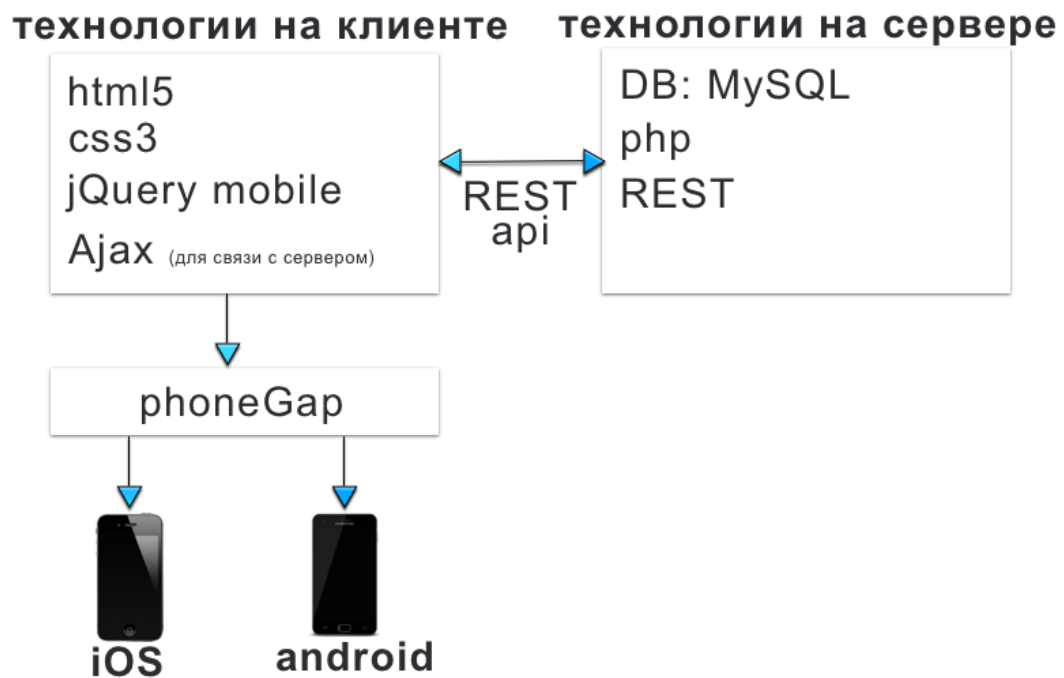 технологии на клиенте
html5
css3
jQuery mobile
Ajax (для связи с сервером)
REST
api
технологии на сервере
DB: MySQL
php
REST
phoneGap
iOS
android